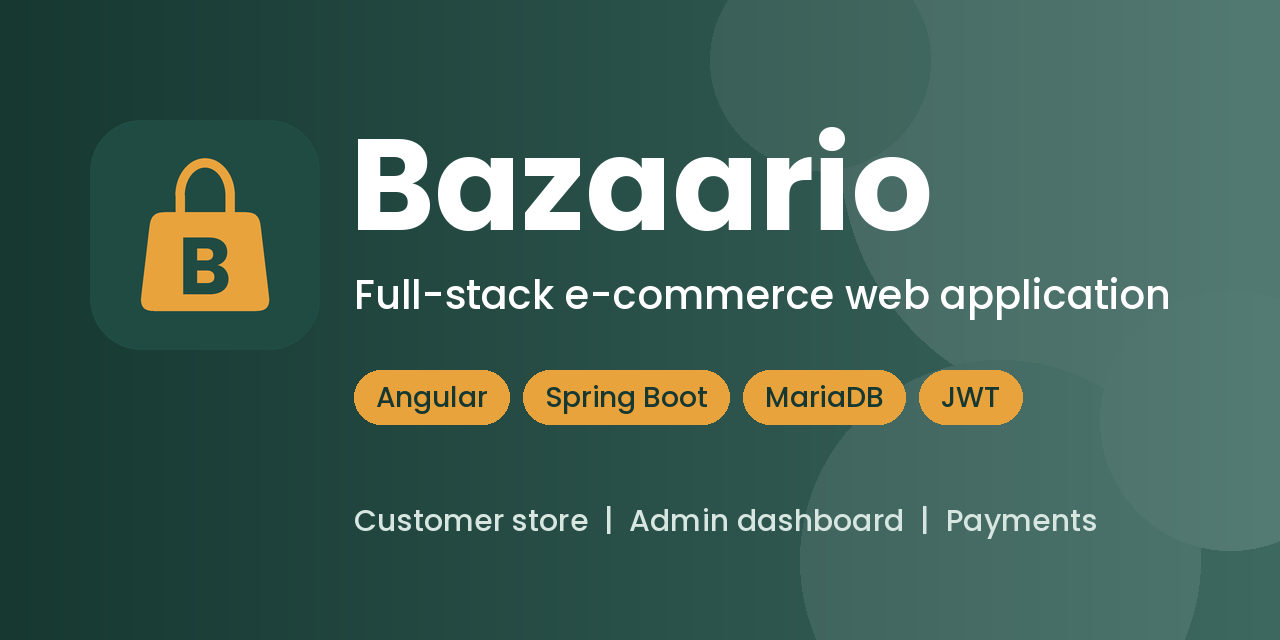 B
Bazaario
Full-stack e-commerce web application
Angular Spring Boot MariaDB JWT
Customer store | Admin dashboard | Payments